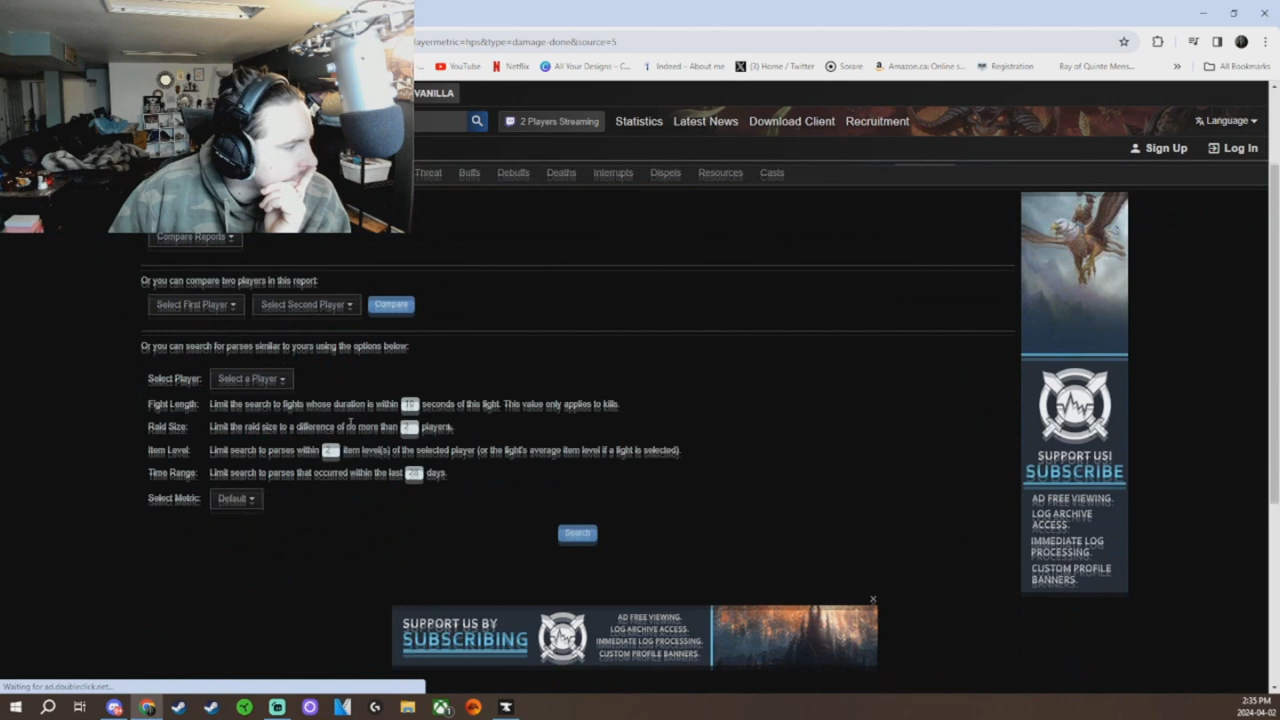 layermetric=hps&type=damage-done&source=5
YouTube Netflix All Your Designs – C... Indeed – About me (3) Home / Twitter Sorare Amazon.ca: Online s... Registration Bay of Quinte Mens... » All Bookmarks
VANILLA
2 Players Streaming Statistics Latest News Download Client Recruitment Language
Sign Up Log In
Threat Buffs Debuffs Deaths Interrupts Dispels Resources Casts
Compare Reports
Or you can compare two players in this report:
Select First Player Select Second Player Compare
Or you can search for parses similar to yours using the options below:
Select Player: Select a Player
Fight Length: Limit the search to fights whose duration is within seconds of this fight. This value only applies to kills.
Raid Size: Limit the raid size to a difference of no more than 2 players.
Item Level: Limit search to parses within 2 item level(s) of the selected player (or the fight's average item level if a fight is selected).
Time Range: Limit search to parses that occurred within the last days.
Select Metric: Default
Search
SUPPORT US!
SUBSCRIBE
AD FREE VIEWING.
LOG ARCHIVE
ACCESS.
IMMEDIATE LOG
PROCESSING.
CUSTOM PROFILE
BANNERS.
SUPPORT US BY
SUBSCRIBING
AD FREE VIEWING.
LOG ARCHIVE ACCESS.
IMMEDIATE LOG PROCESSING.
CUSTOM PROFILE BANNERS.
Waiting for ad.doubleclick.net...
2:35 PM
2024-04-02